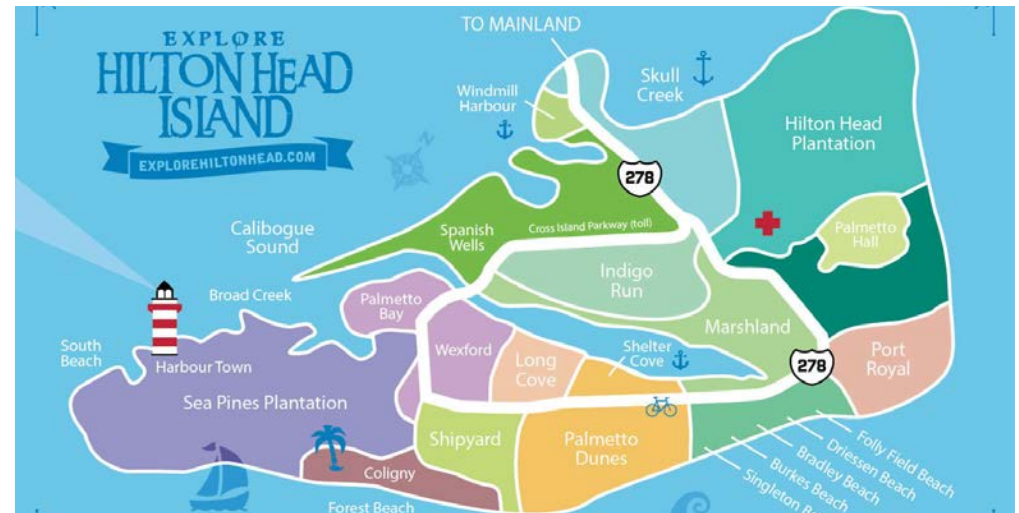 EXPLORE
HILTON HEAD
ISLAND
EXPLOREHILTONHEAD.COM
TO MAINLAND
Skull
Creek
Windmill
Harbour
N
Hilton Head
Plantation
278
Cross Island Parkway (toll)
Spanish
Wells
Calibogue
Sound
Palmetto
Hall
Indigo
Run
Broad Creek
Palmetto
Bay
Marshland
South
Beach
Harbour Town
Wexford
Long
Cove
Shelter
Cove
278
Port
Royal
Sea Pines Plantation
Shipyard
Palmetto
Dunes
Coligny
Forest Beach
Folly Field Beach
Driessen Beach
Bradley Beach
Burkes Beach
Singleton